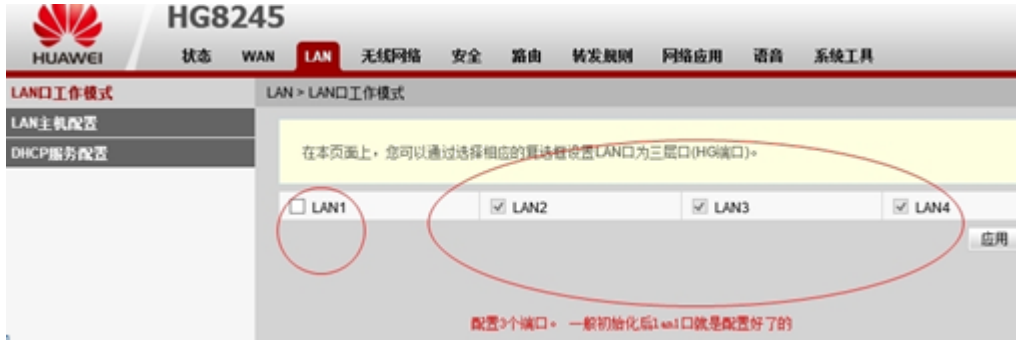 HG8245
HUAWEI
状态 WAN LAN 无线网络 安全 路由 转发规则 网络应用 语音 系统工具
LAN口工作模式
LAN > LAN口工作模式
LAN主机配置
DHCP服务配置
在本页面上，您可以通过选择相应的复选框设置LAN口为三层口(HG端口)。
LAN1 LAN2 LAN3 LAN4
应用
配置3个端口。 一般初始化后lan1口就是配置好了的